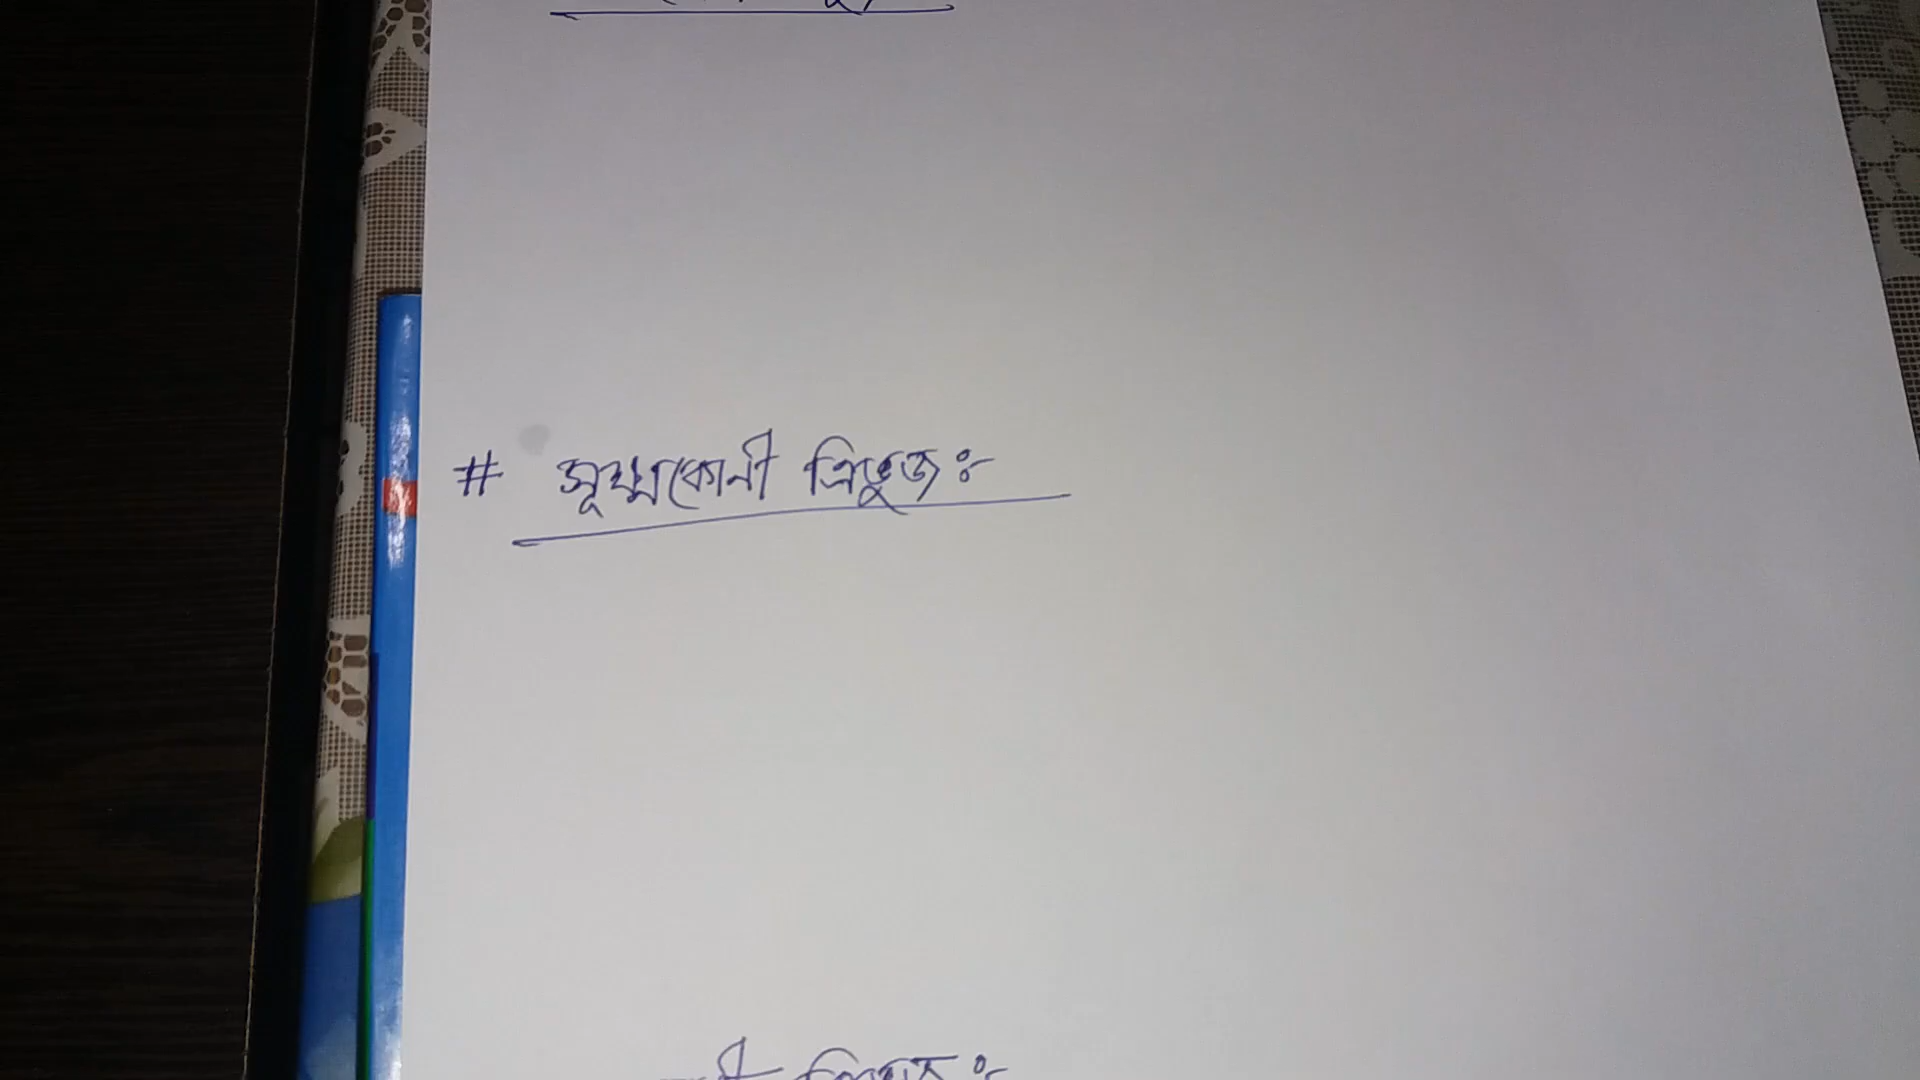 # সূক্ষ্মকোনী ত্রিভুজঃ-
ত্রিভুজঃ-